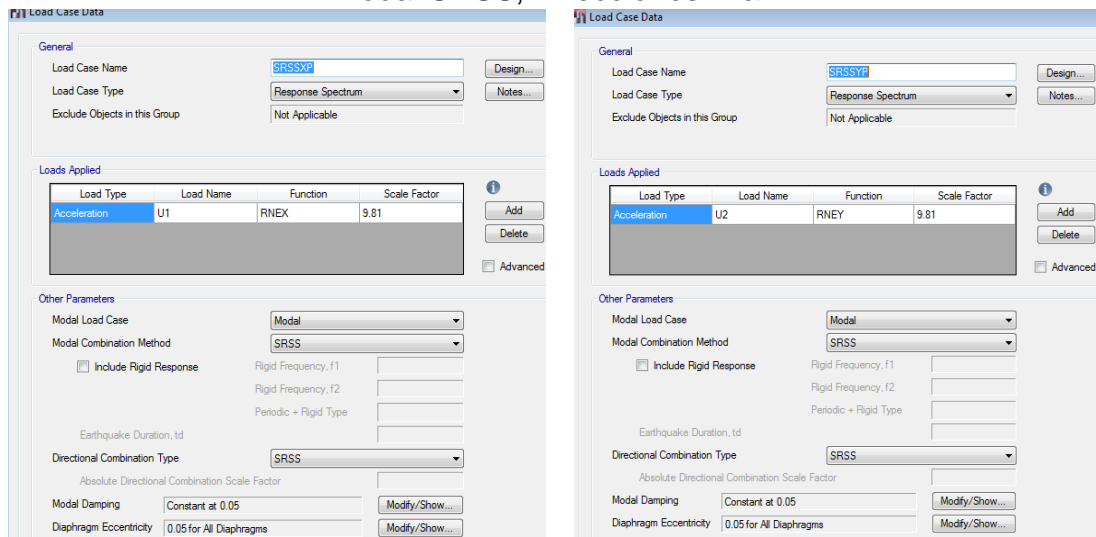 Load Case Data
General
Load Case Name SRSSXP Design...
Load Case Type Response Spectrum Notes...
Exclude Objects in this Group Not Applicable
Loads Applied
Load Type Load Name Function Scale Factor
Acceleration U1 RNEX 9.81
Add
Delete
Advanced
Other Parameters
Modal Load Case Modal
Modal Combination Method SRSS
Include Rigid Response Rigid Frequency, f1
Rigid Frequency, f2
Periodic + Rigid Type
Earthquake Duration, td
Directional Combination Type SRSS
Absolute Directional Combination Scale Factor
Modal Damping Constant at 0.05 Modify/Show...
Diaphragm Eccentricity 0.05 for All Diaphragms Modify/Show...
Load Case Data
General
Load Case Name SRSSYP Design...
Load Case Type Response Spectrum Notes...
Exclude Objects in this Group Not Applicable
Loads Applied
Load Type Load Name Function Scale Factor
Acceleration U2 RNEY 9.81
Add
Delete
Advanced
Other Parameters
Modal Load Case Modal
Modal Combination Method SRSS
Include Rigid Response Rigid Frequency, f1
Rigid Frequency, f2
Periodic + Rigid Type
Earthquake Duration, td
Directional Combination Type SRSS
Absolute Directional Combination Scale Factor
Modal Damping Constant at 0.05 Modify/Show...
Diaphragm Eccentricity 0.05 for All Diaphragms Modify/Show...